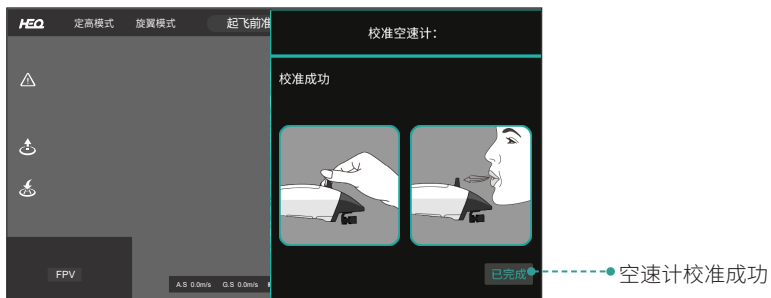 HEQ 定高模式 旋翼模式 起飞前准
校准空速计:
校准成功
FPV
A.S 0.0m/s G.S 0.0m/s
已完成
空速计校准成功